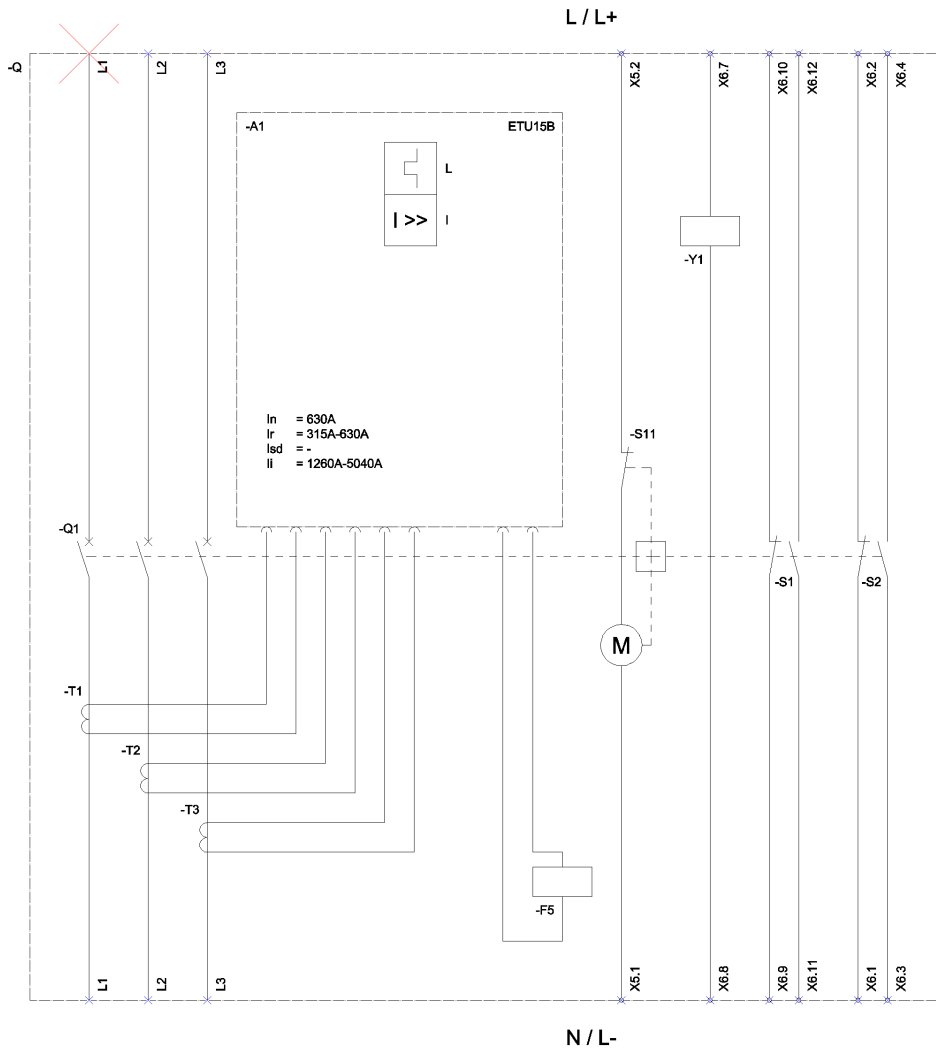 L / L+
-Q
L1
L2
L3
X5.2
X6.7
X6.10
X6.12
X6.2
X6.4
-A1
ETU15B
L
I >>
I
-Y1
In = 630A
Ir = 315A-630A
Isd = -
Ii = 1260A-5040A
-S11
-Q1
-S1
-S2
M
-T1
-T2
-T3
-F5
L1
L2
L3
X5.1
X6.8
X6.9
X6.11
X6.1
X6.3
N / L-